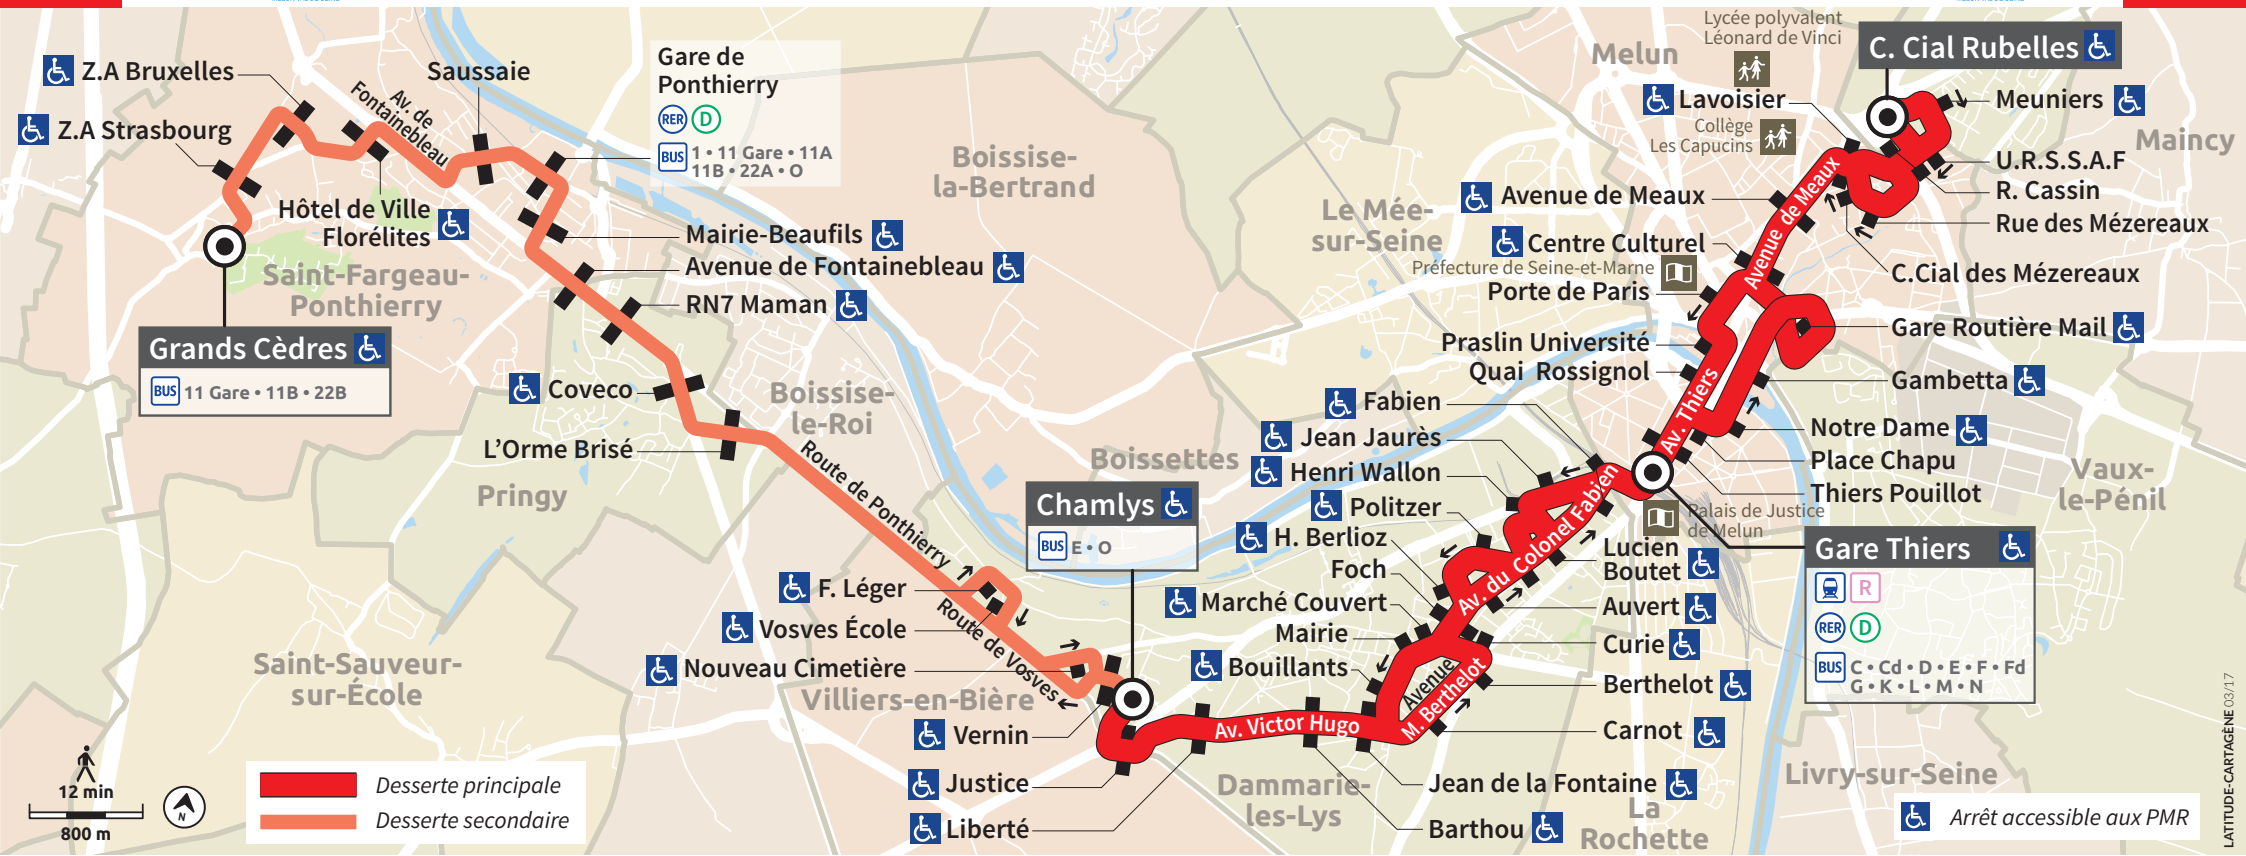 Z.A Bruxelles
Z.A Strasbourg
Av. de
Fontainebleau
Saussaie
Gare de
Ponthierry
RER D
BUS 1 • 11 Gare • 11A
11B • 22A • O
Hôtel de Ville
Florélites
Saint-Fargeau-
Ponthierry
Mairie-Beaufils
Avenue de Fontainebleau
RN7 Maman
Grands Cèdres
BUS 11 Gare • 11B • 22B
Coveco
L'Orme Brisé
Pringy
Boissise-
le-Roi
Boissise-
la-Bertrand
Route de Ponthierry
Route de Vosves
F. Léger
Vosves École
Nouveau Cimetière
Villiers-en-Bière
Saint-Sauveur-
sur-École
Vernin
Justice
Liberté
Chamlys
BUS E • O
Boissettes
Le Mée-
sur-Seine
Melun
Lycée polyvalent
Léonard de Vinci
C. Cial Rubelles
Lavoisier
Collège
Les Capucins
Meuniers
Maincy
U.R.S.S.A.F
R. Cassin
Rue des Mézereaux
C.Cial des Mézereaux
Avenue de Meaux
Avenue de Meaux
Centre Culturel
Préfecture de Seine-et-Marne
Porte de Paris
Praslin Université
Quai Rossignol
Av. Thiers
Gare Routière Mail
Gambetta
Notre Dame
Place Chapu
Thiers Pouillot
Vaux-
le-Pénil
Palais de Justice
de Melun
Gare Thiers
R
RER D
BUS C • Cd • D • E • F • Fd
G • K • L • M • N
Fabien
Jean Jaurès
Henri Wallon
Politzer
H. Berlioz
Foch
Marché Couvert
Mairie
Bouillants
Av. du Colonel Fabien
Lucien
Boutet
Auvert
Curie
Berthelot
Carnot
Avenue
M. Berthelot
Av. Victor Hugo
Jean de la Fontaine
Barthou
Dammarie-
les-Lys
La
Rochette
Livry-sur-Seine
12 min
800 m
N
Desserte principale
Desserte secondaire
Arrêt accessible aux PMR
LATITUDE-CARTAGÈNE 03/17